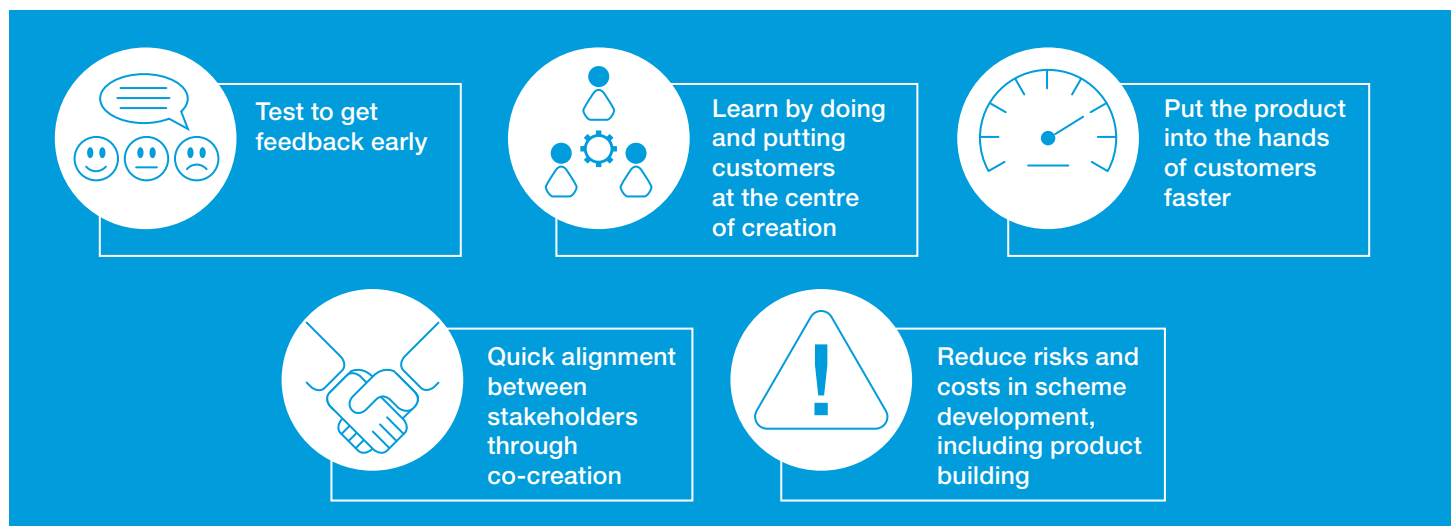 Test to get
feedback early
Learn by doing
and putting
customers
at the centre
of creation
Put the product
into the hands
of customers
faster
Quick alignment
between
stakeholders
through
co-creation
Reduce risks and
costs in scheme
development,
including product
building